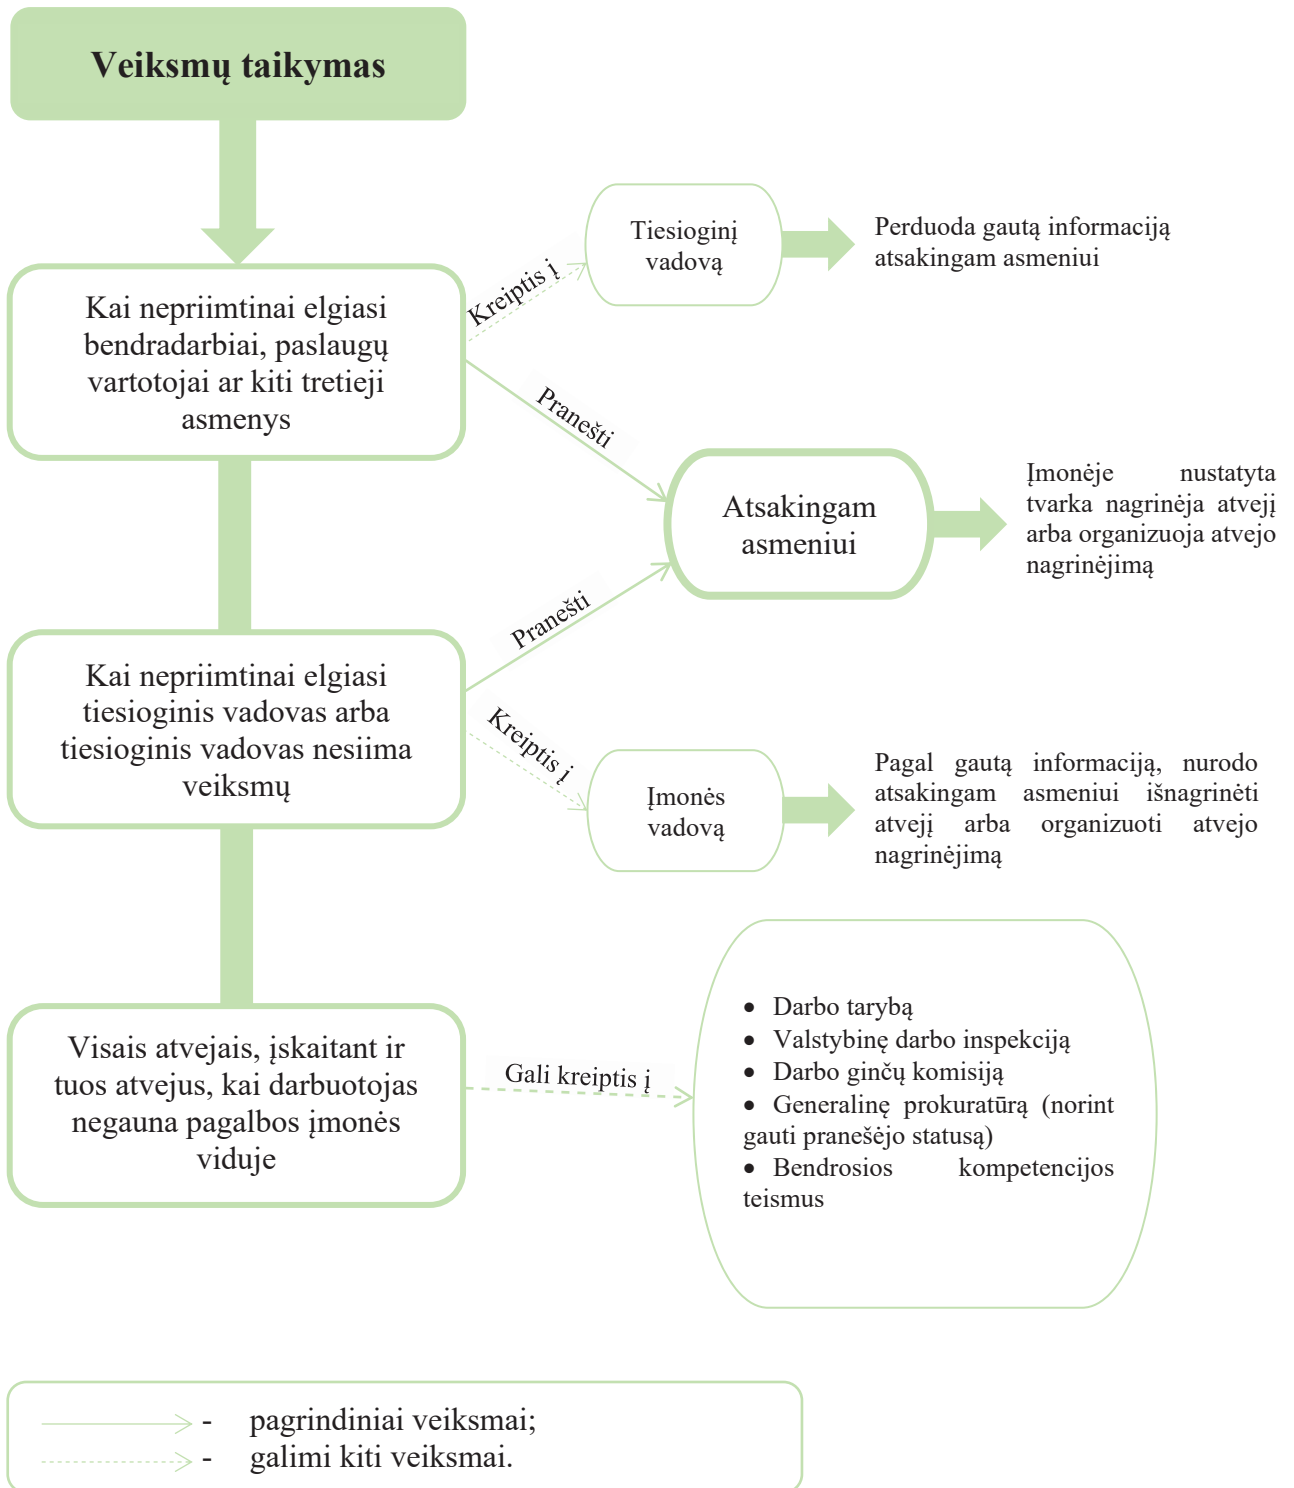 Veiksmų taikymas
Tiesioginį
vadovą
Perduoda gautą informaciją
atsakingam asmeniui
Kreiptis į
Kai nepriimtinai elgiasi
bendradarbiai, paslaugų
vartotojai ar kiti tretieji
asmenys
Pranešti
Atsakingam
asmeniui
Įmonėje nustatyta
tvarka nagrinėja atvejį
arba organizuoja atvejo
nagrinėjimą
Pranešti
Kai nepriimtinai elgiasi
tiesioginis vadovas arba
tiesioginis vadovas nesiima
veiksmų
Kreiptis į
Įmonės
vadovą
Pagal gautą informaciją, nurodo
atsakingam asmeniui išnagrinėti
atvejį arba organizuoti atvejo
nagrinėjimą
Visais atvejais, įskaitant ir
tuos atvejus, kai darbuotojas
negauna pagalbos įmonės
viduje
Gali kreiptis į
• Darbo tarybą
• Valstybinę darbo inspekciją
• Darbo ginčų komisiją
• Generalinę prokuratūrą (norint
gauti pranešėjo statusą)
• Bendrosios kompetencijos
teismus
- pagrindiniai veiksmai;
- galimi kiti veiksmai.